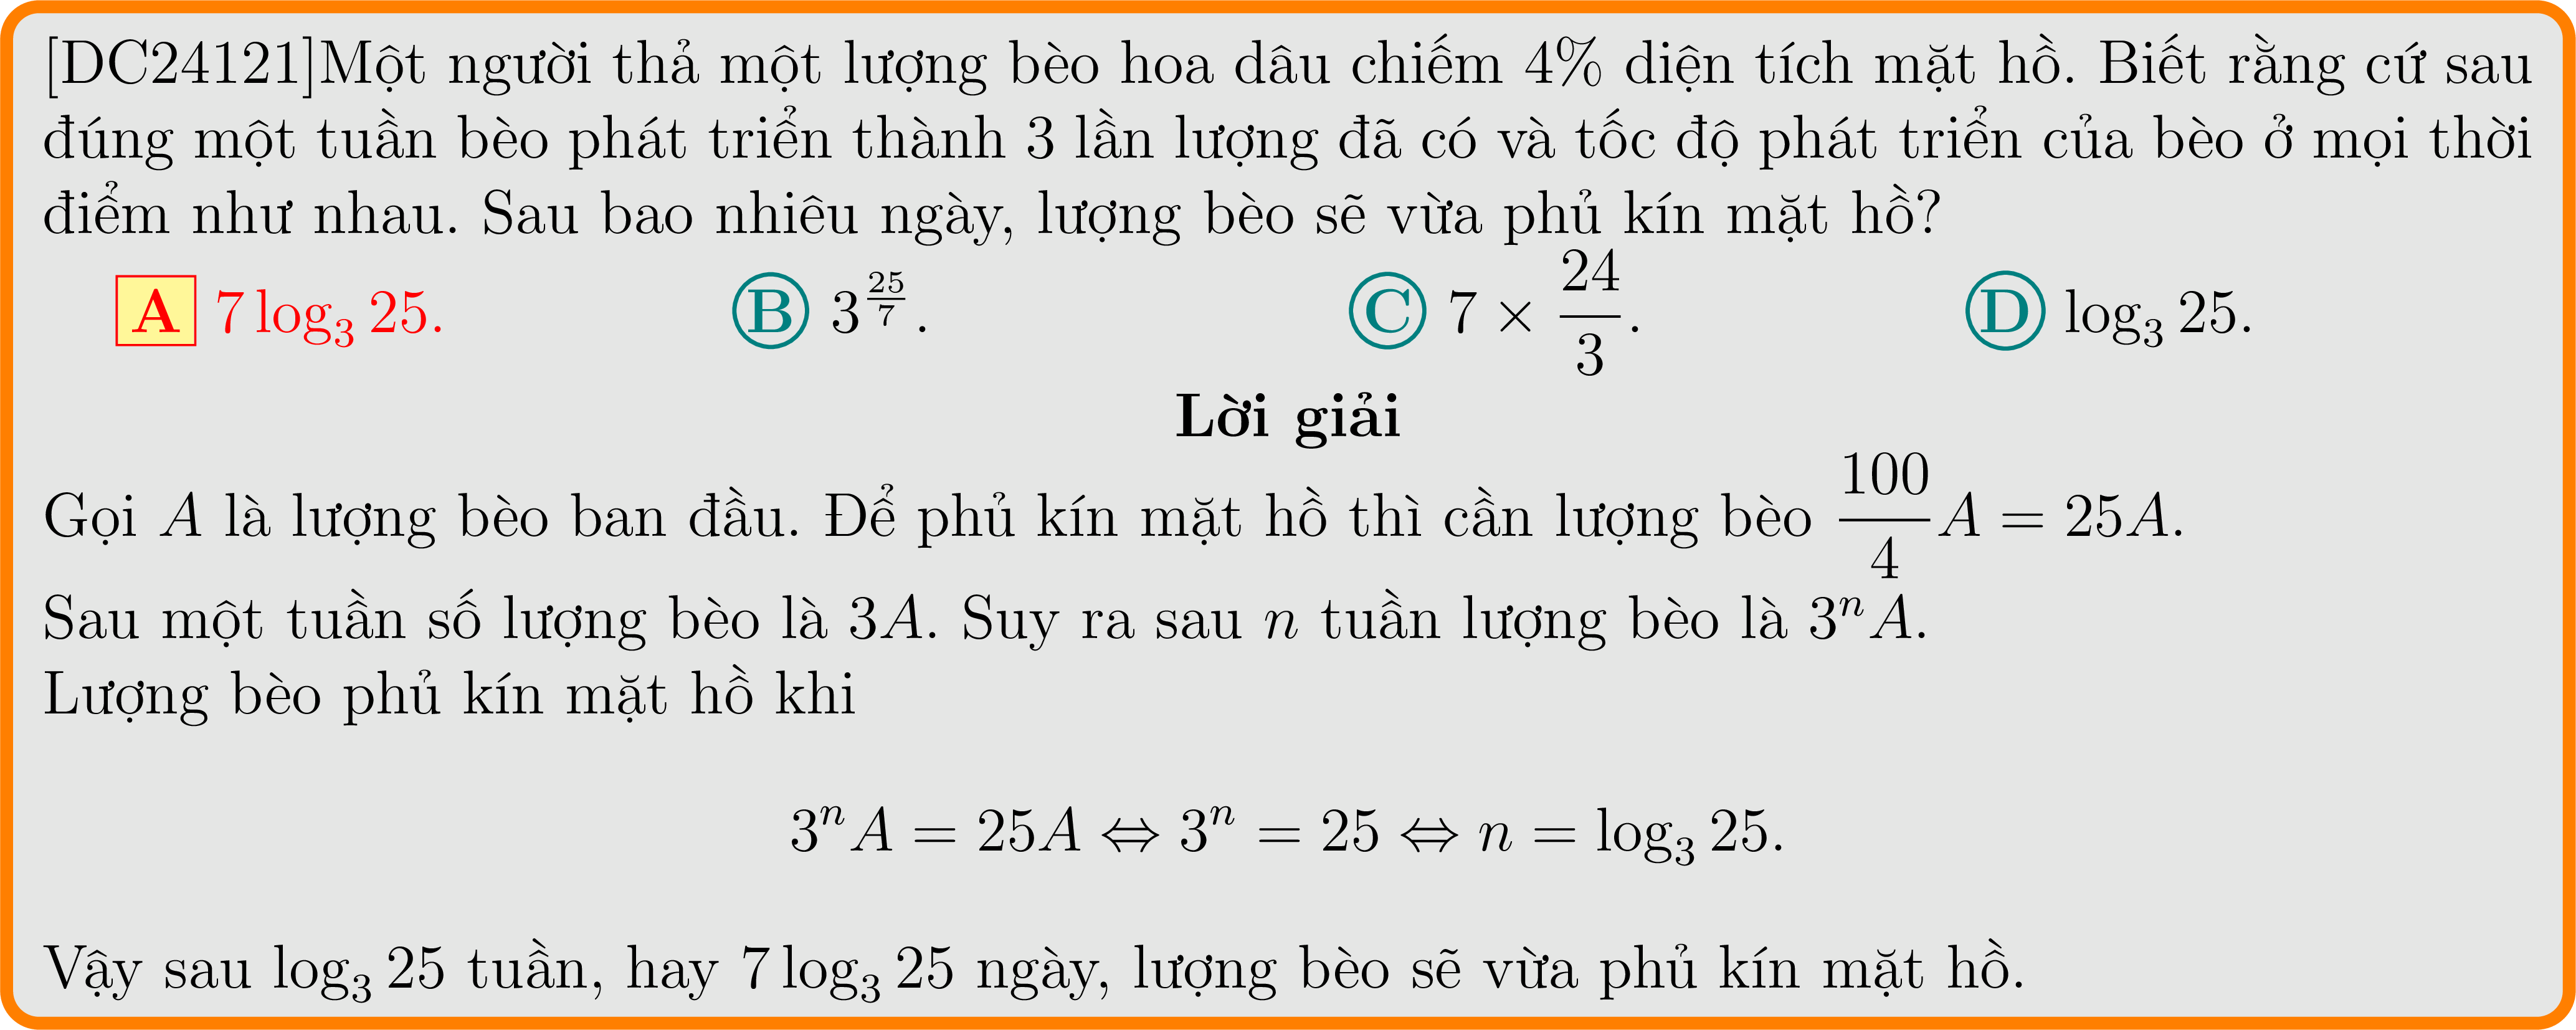 [DC24121]Một người thả một lượng bèo hoa dâu chiếm 4% diện tích mặt hồ. Biết rằng cứ sau
đúng một tuần bèo phát triển thành 3 lần lượng đã có và tốc độ phát triển của bèo ở mọi thời
điểm như nhau. Sau bao nhiêu ngày, lượng bèo sẽ vừa phủ kín mặt hồ?
A $7\log_3 25$. B $3^{\frac{25}{7}}$. C $7 \times \dfrac{24}{3}$. D $\log_3 25$.
Lời giải
Gọi $A$ là lượng bèo ban đầu. Để phủ kín mặt hồ thì cần lượng bèo $\dfrac{100}{4}A = 25A$.
Sau một tuần số lượng bèo là $3A$. Suy ra sau $n$ tuần lượng bèo là $3^n A$.
Lượng bèo phủ kín mặt hồ khi
$3^n A = 25A \Leftrightarrow 3^n = 25 \Leftrightarrow n = \log_3 25.$
Vậy sau $\log_3 25$ tuần, hay $7\log_3 25$ ngày, lượng bèo sẽ vừa phủ kín mặt hồ.